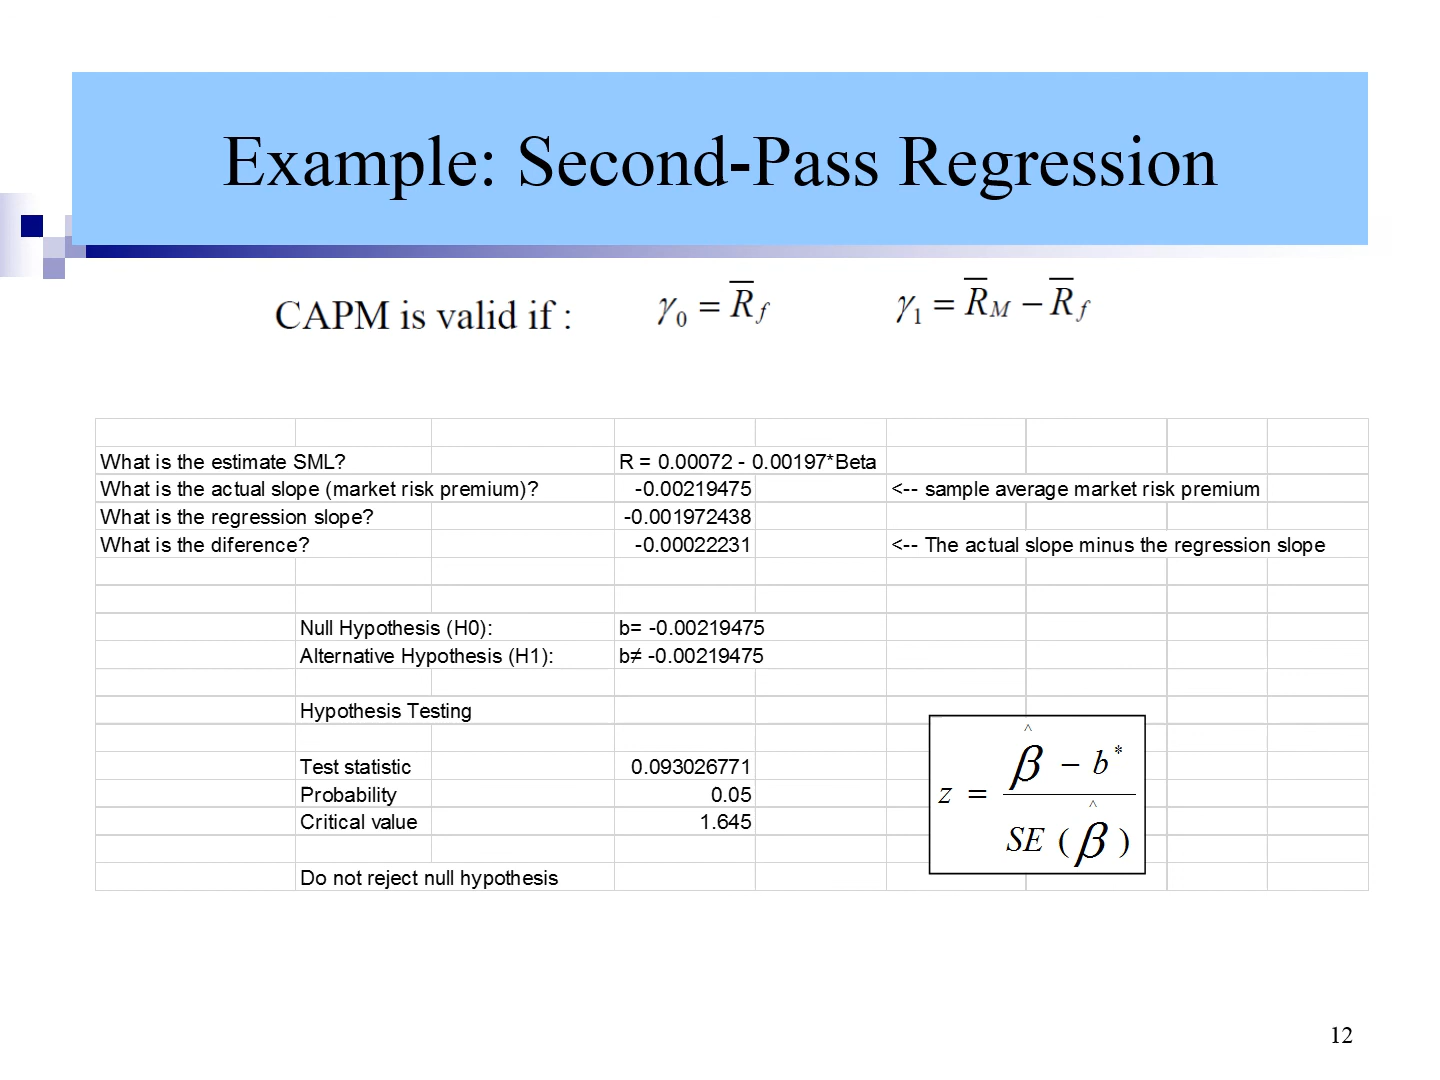 Example: Second-Pass Regression
CAPM is valid if : γ₀ = R̅f γ₁ = R̅M − R̅f
What is the estimate SML? R = 0.00072 - 0.00197*Beta
What is the actual slope (market risk premium)? -0.00219475 <-- sample average market risk premium
What is the regression slope? -0.001972438
What is the diference? -0.00022231 <-- The actual slope minus the regression slope
Null Hypothesis (H0): b= -0.00219475
Alternative Hypothesis (H1): b≠ -0.00219475
Hypothesis Testing
Test statistic 0.093026771
Probability 0.05
Critical value 1.645
z = (β̂ − b*) / SE (β̂)
Do not reject null hypothesis
12